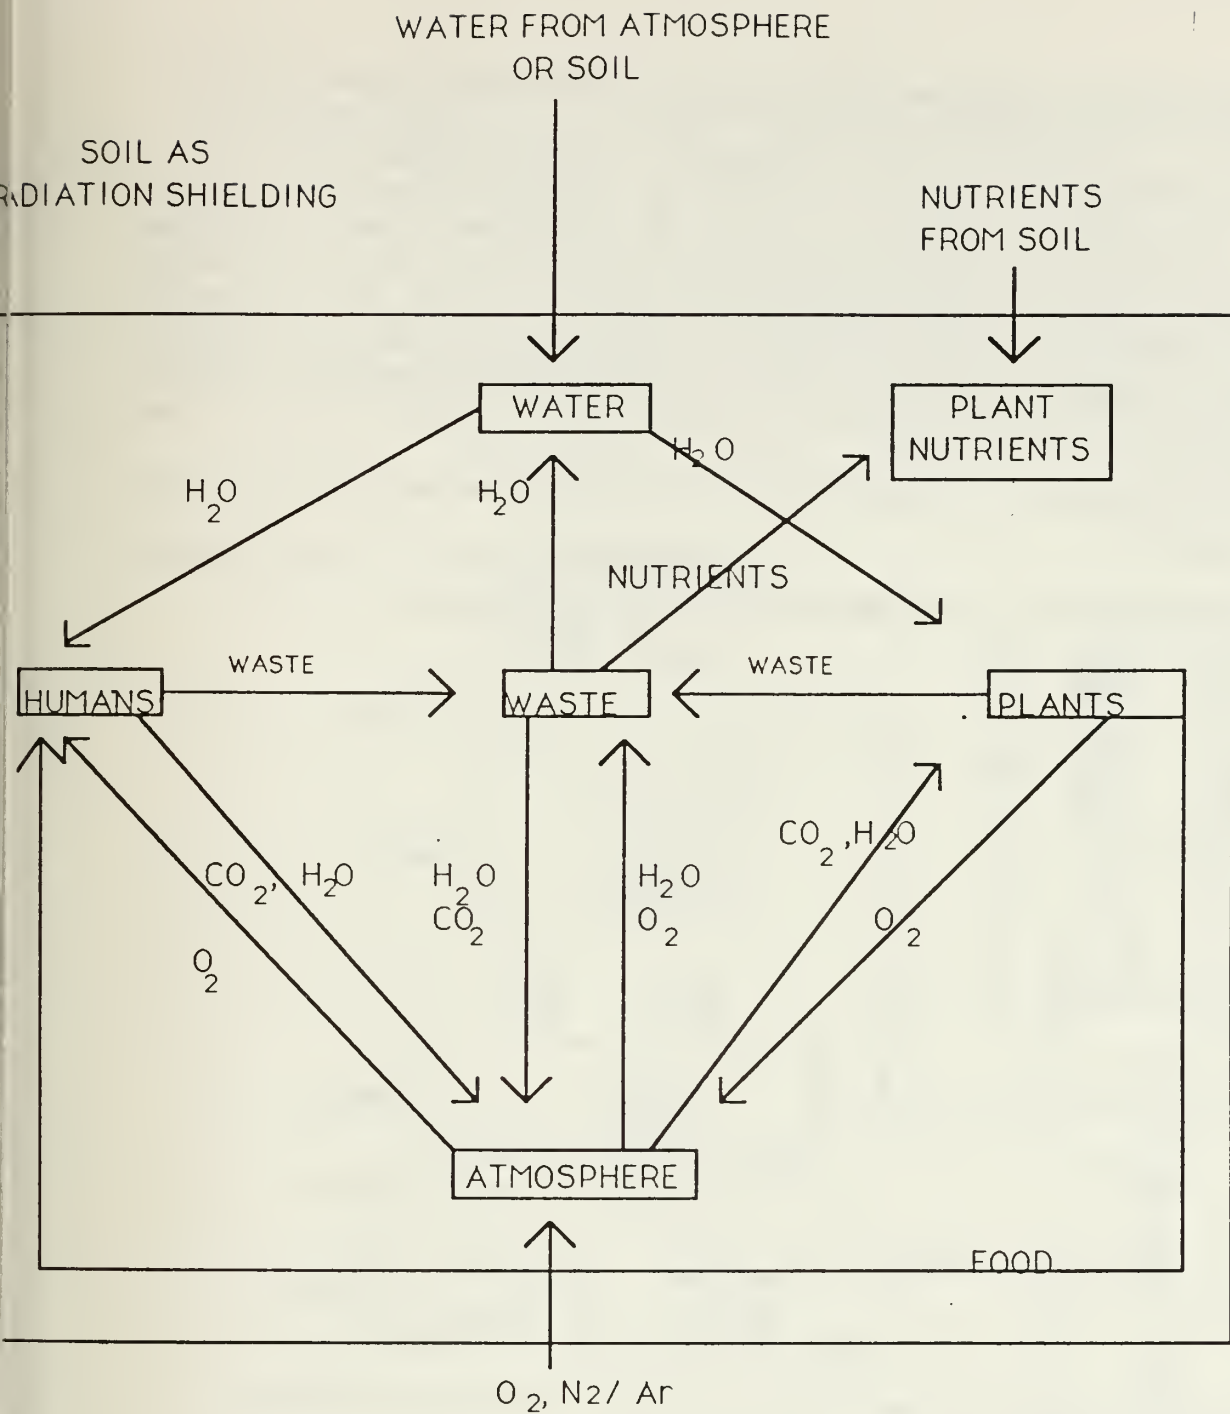 WATER FROM ATMOSPHERE
OR SOIL
SOIL AS
RADIATION SHIELDING
NUTRIENTS
FROM SOIL
WATER
PLANT
NUTRIENTS
H₂O
H₂O
H₂O
NUTRIENTS
WASTE
WASTE
HUMANS
WASTE
PLANTS
CO₂, H₂O
H₂O
CO₂
H₂O
O₂
CO₂, H₂O
O₂
O₂
ATMOSPHERE
FOOD
O₂, N2/ Ar